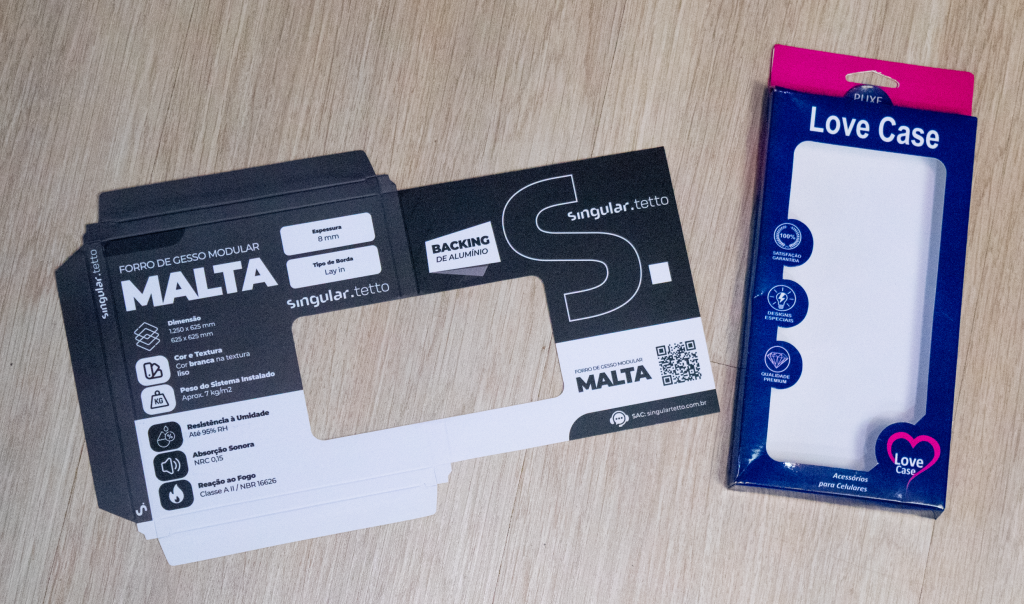 singular.tetto
FORRO DE GESSO MODULAR
MALTA
Espessura
8 mm
Tipo de Borda
Lay in
singular.tetto
Dimensão
1.250 x 625 mm
625 x 625 mm
Cor e Textura
Cor branca na textura
liso
Peso do Sistema Instalado
Aprox. 7 kg/m2
KG
Resistência à Umidade
Até 95% RH
Absorção Sonora
NRC 0,15
Reação ao Fogo
Classe A II / NBR 16626
S.
BACKING
DE ALUMÍNIO
S.
singular.tetto
FORRO DE GESSO MODULAR
MALTA
SAC: singulartetto.com.br
PUXE
Love Case
100%
SATISFAÇÃO
GARANTIDA
DESIGNS
ESPECIAIS
QUALIDADE
PREMIUM
Love
Case
Acessórios
para Celulares